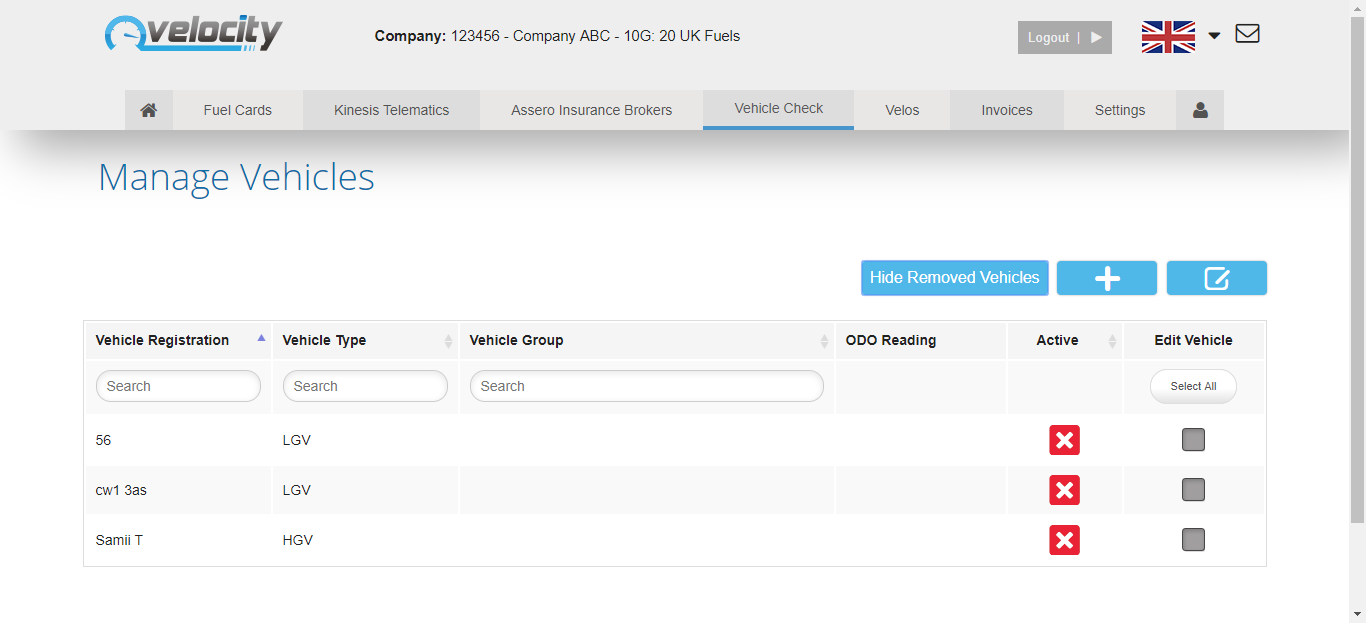 velocity
Company: 123456 - Company ABC - 10G: 20 UK Fuels
Logout |
Fuel Cards Kinesis Telematics Assero Insurance Brokers Vehicle Check Velos Invoices Settings
Manage Vehicles
Hide Removed Vehicles
Vehicle Registration Vehicle Type Vehicle Group ODO Reading Active Edit Vehicle
Search Search Search Select All
56 LGV
cw1 3as LGV
Samii T HGV